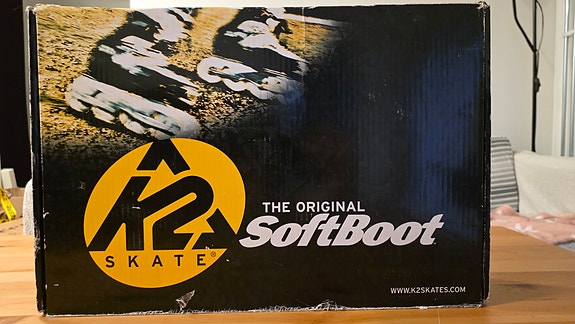 K2
SKATE®
THE ORIGINAL
SoftBoot
WWW.K2SKATES.COM